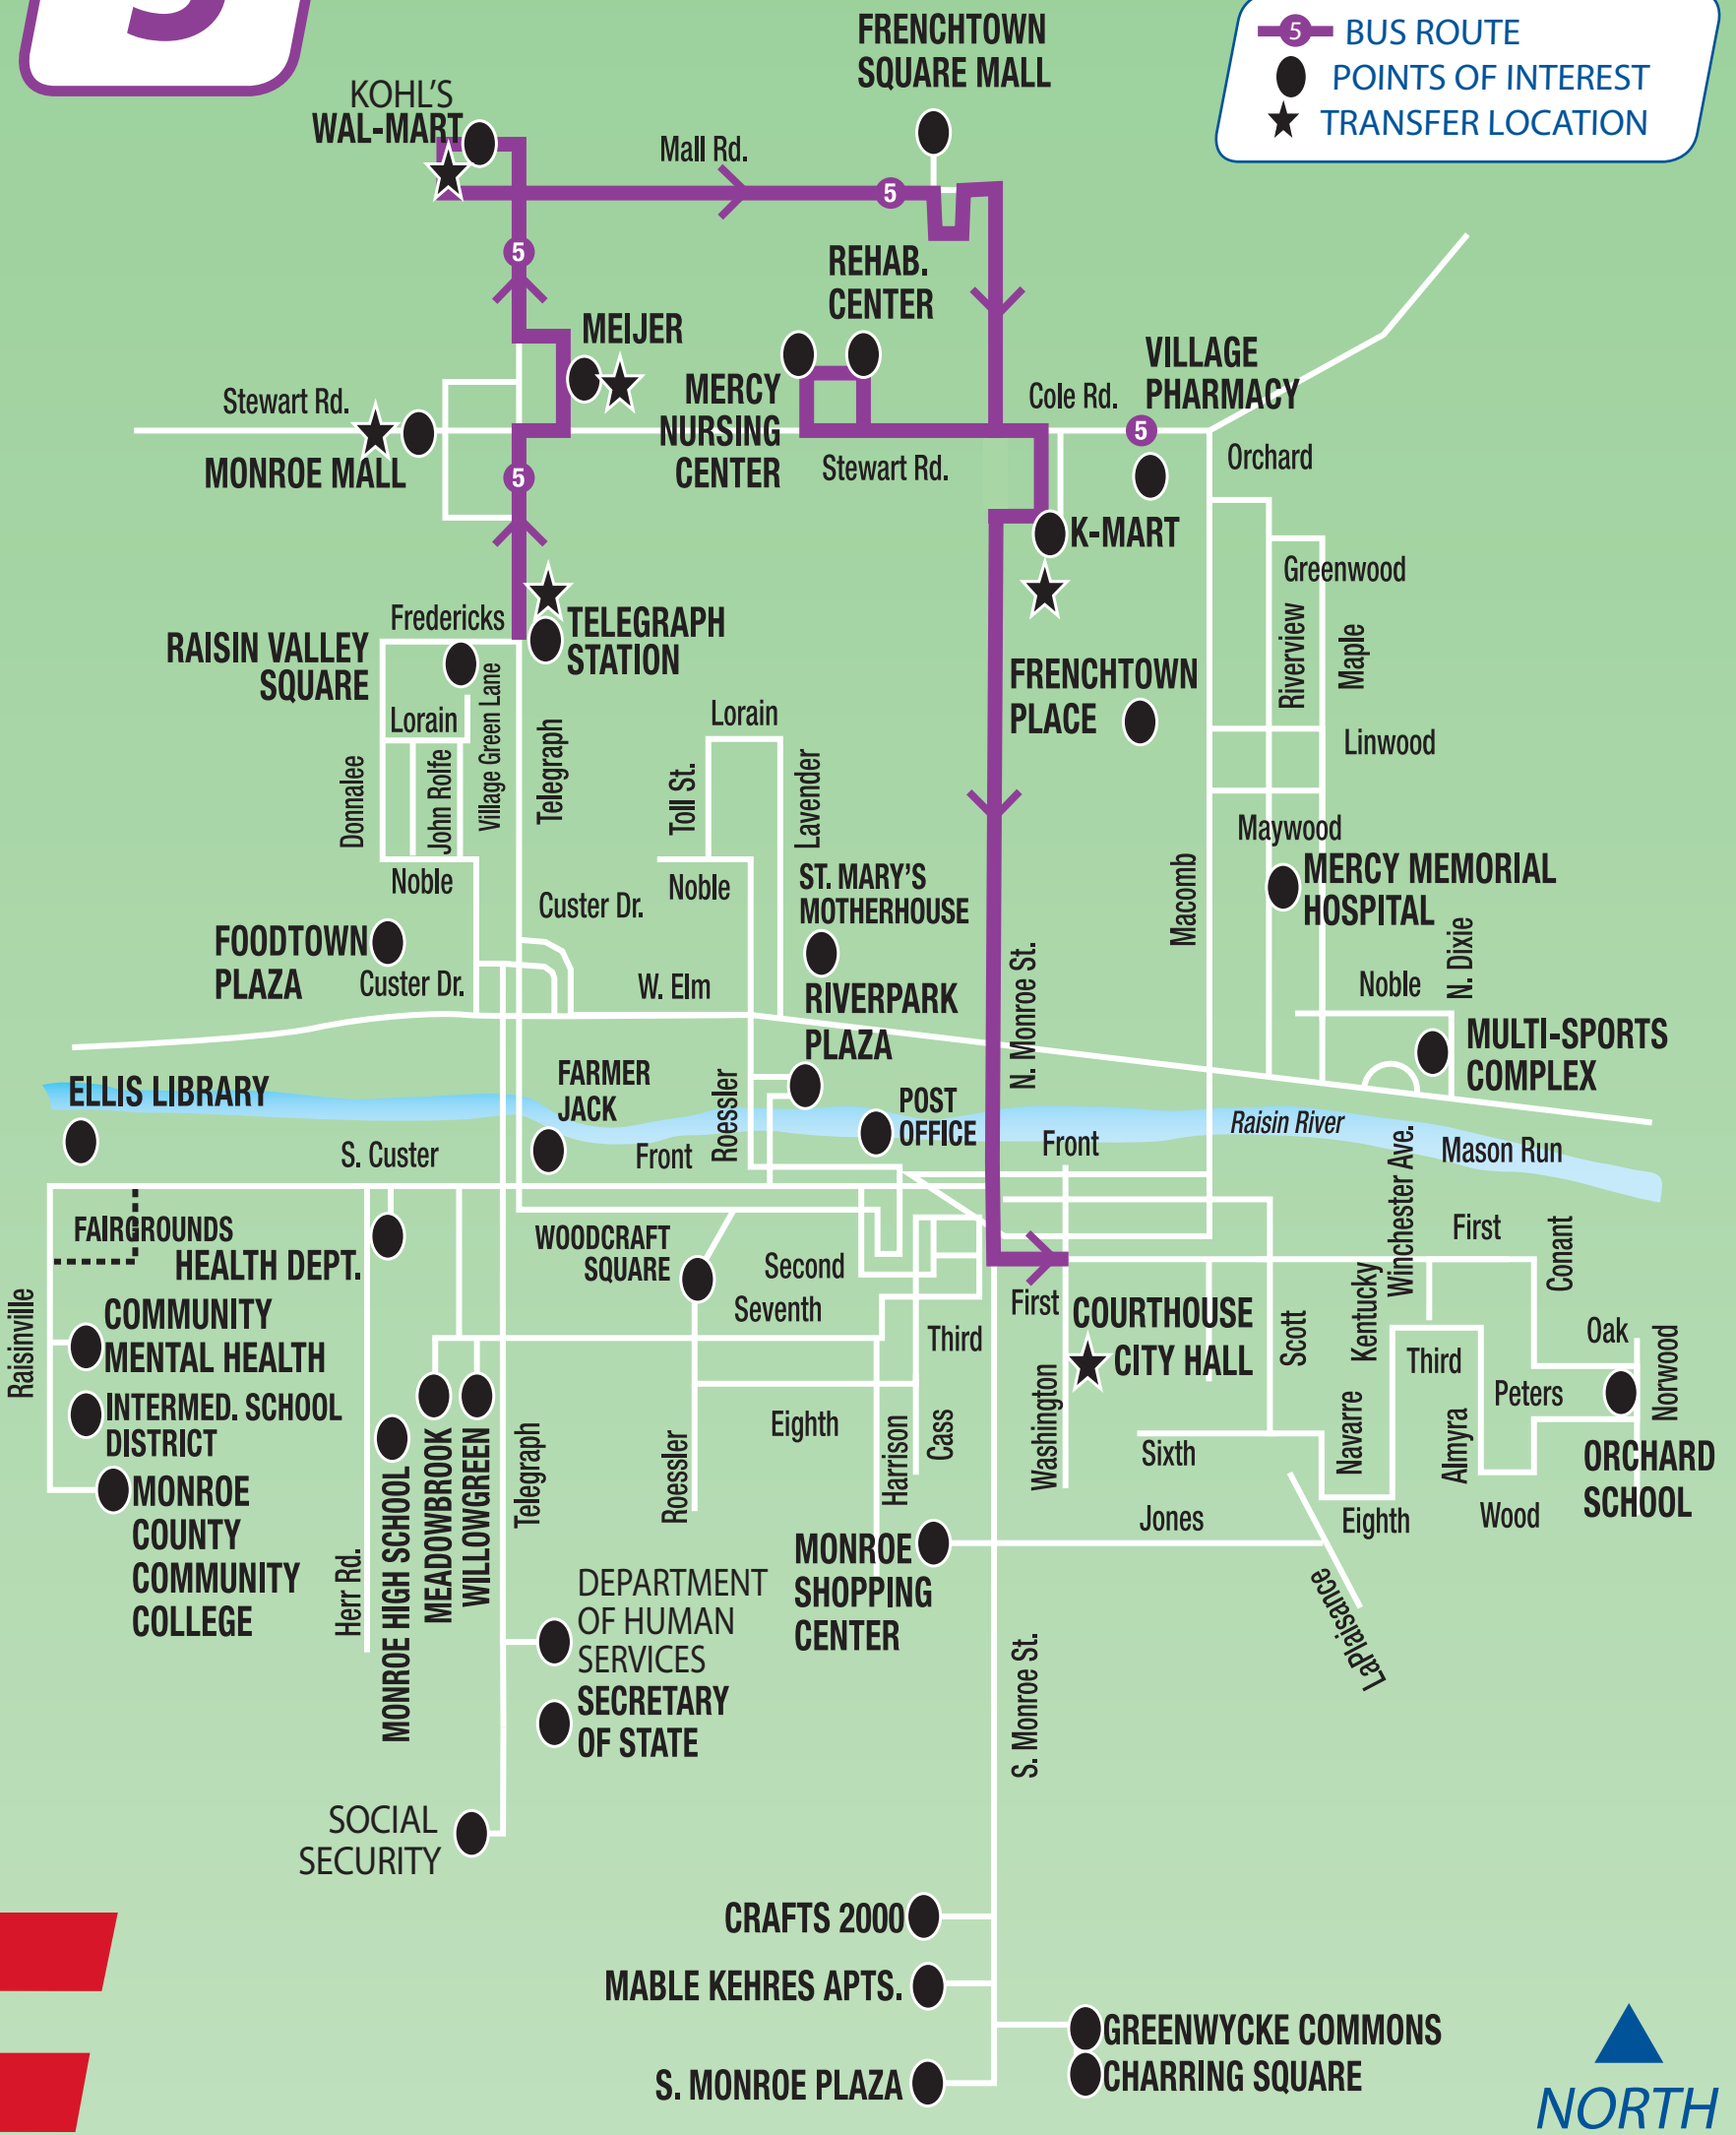 5
5 BUS ROUTE
POINTS OF INTEREST
TRANSFER LOCATION
FRENCHTOWN
SQUARE MALL
KOHL'S
WAL-MART
Mall Rd.
5
5
REHAB.
CENTER
MEIJER
MERCY
NURSING
CENTER
VILLAGE
PHARMACY
Cole Rd.
5
Stewart Rd.
MONROE MALL
5
Stewart Rd.
Orchard
K-MART
Greenwood
Riverview
Maple
Fredericks
TELEGRAPH
STATION
RAISIN VALLEY
SQUARE
FRENCHTOWN
PLACE
Lorain
Lorain
Linwood
Donnalee
John Rolfe
Village Green Lane
Telegraph
Toll St.
Lavender
Maywood
Noble
Noble
Custer Dr.
ST. MARY'S
MOTHERHOUSE
Macomb
MERCY MEMORIAL
HOSPITAL
FOODTOWN
PLAZA
Custer Dr.
W. Elm
RIVERPARK
PLAZA
N. Monroe St.
Noble
N. Dixie
MULTI-SPORTS
COMPLEX
ELLIS LIBRARY
FARMER
JACK
Roessler
POST
OFFICE
Raisin River
Mason Run
S. Custer
Front
Front
Winchester Ave.
FAIRGROUNDS
HEALTH DEPT.
WOODCRAFT
SQUARE
Second
First
Conant
Raisinville
COMMUNITY
MENTAL HEALTH
Seventh
First
COURTHOUSE
CITY HALL
Scott
Kentucky
Third
Third
Oak
Norwood
INTERMED. SCHOOL
DISTRICT
Peters
Eighth
Roessler
Harrison
Cass
Washington
Sixth
Navarre
Almyra
ORCHARD
SCHOOL
MONROE
COUNTY
COMMUNITY
COLLEGE
Herr Rd.
MONROE HIGH SCHOOL
MEADOWBROOK
WILLOWGREEN
Telegraph
Jones
Eighth
Wood
MONROE
SHOPPING
CENTER
LaPlaisance
DEPARTMENT
OF HUMAN
SERVICES
SECRETARY
OF STATE
S. Monroe St.
SOCIAL
SECURITY
CRAFTS 2000
MABLE KEHRES APTS.
GREENWYCKE COMMONS
CHARRING SQUARE
S. MONROE PLAZA
NORTH